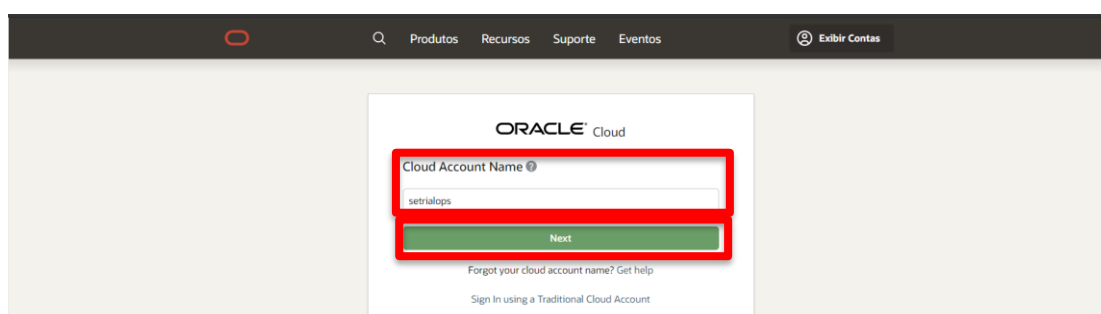 Produtos Recursos Suporte Eventos Exibir Contas
ORACLE Cloud
Cloud Account Name
setrialops
Next
Forgot your cloud account name? Get help
Sign In using a Traditional Cloud Account